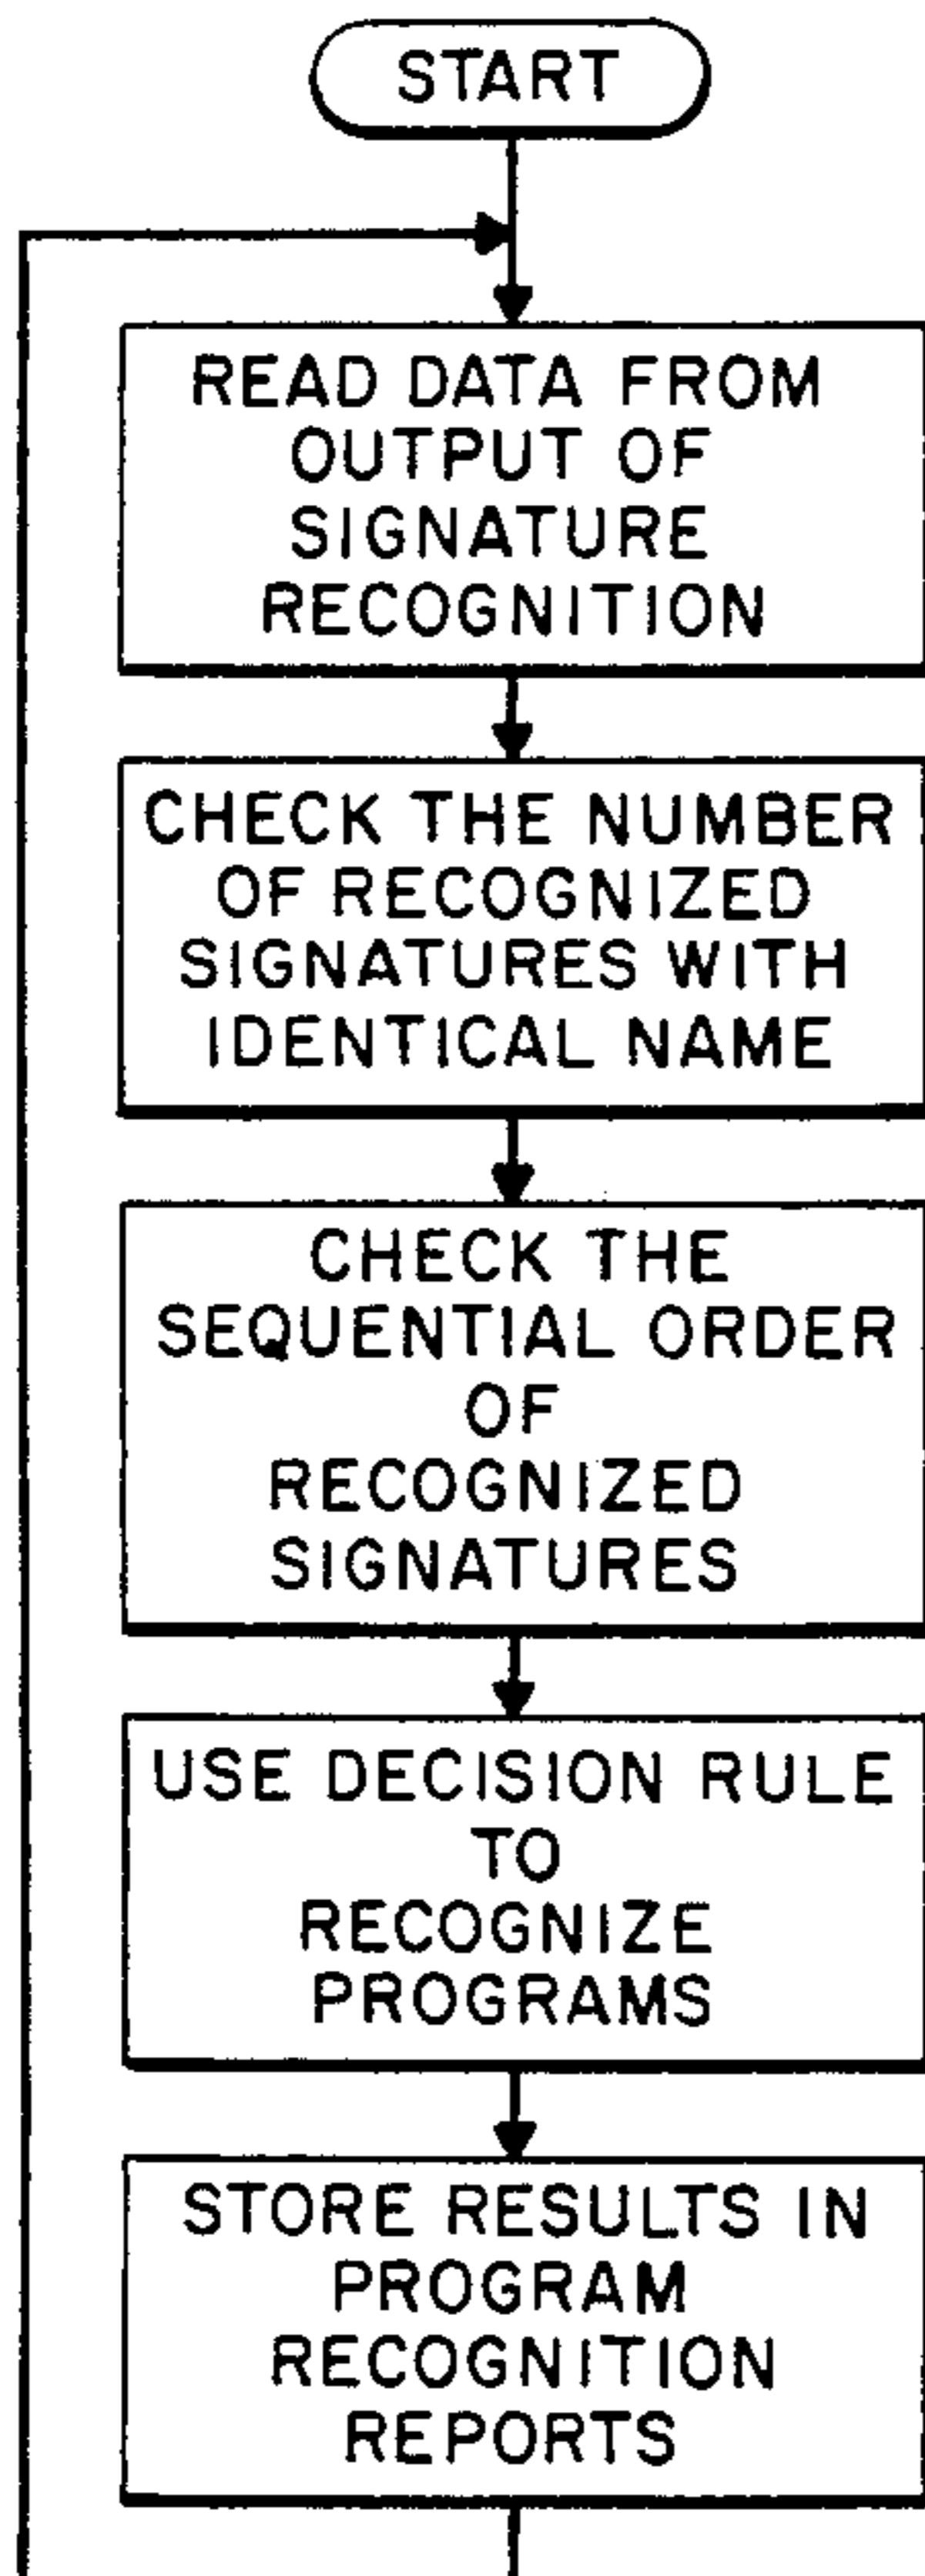 START
READ DATA FROM
OUTPUT OF
SIGNATURE
RECOGNITION
CHECK THE NUMBER
OF RECOGNIZED
SIGNATURES WITH
IDENTICAL NAME
CHECK THE
SEQUENTIAL ORDER
OF
RECOGNIZED
SIGNATURES
USE DECISION RULE
TO
RECOGNIZE
PROGRAMS
STORE RESULTS IN
PROGRAM
RECOGNITION
REPORTS